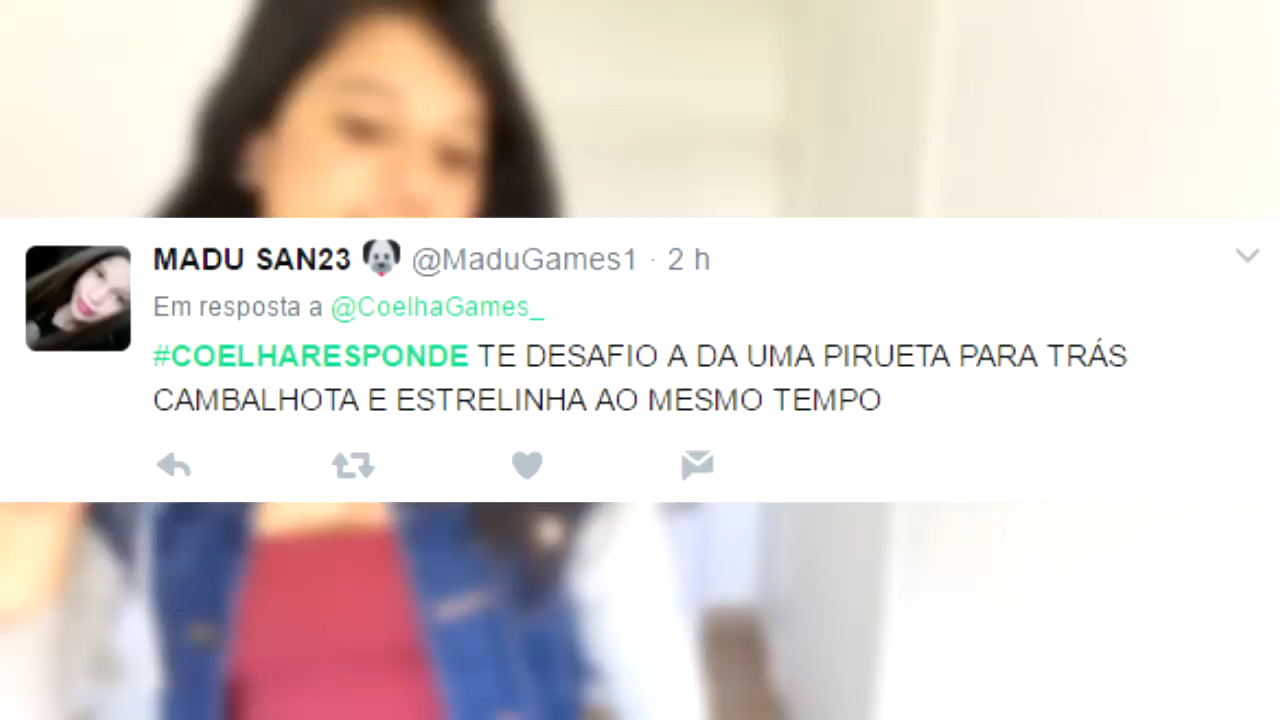 MADU SAN23 🐶 @MaduGames1 · 2 h
Em resposta a @CoelhaGames_
#COELHARESPONDE TE DESAFIO A DA UMA PIRUETA PARA TRÁS
CAMBALHOTA E ESTRELINHA AO MESMO TEMPO